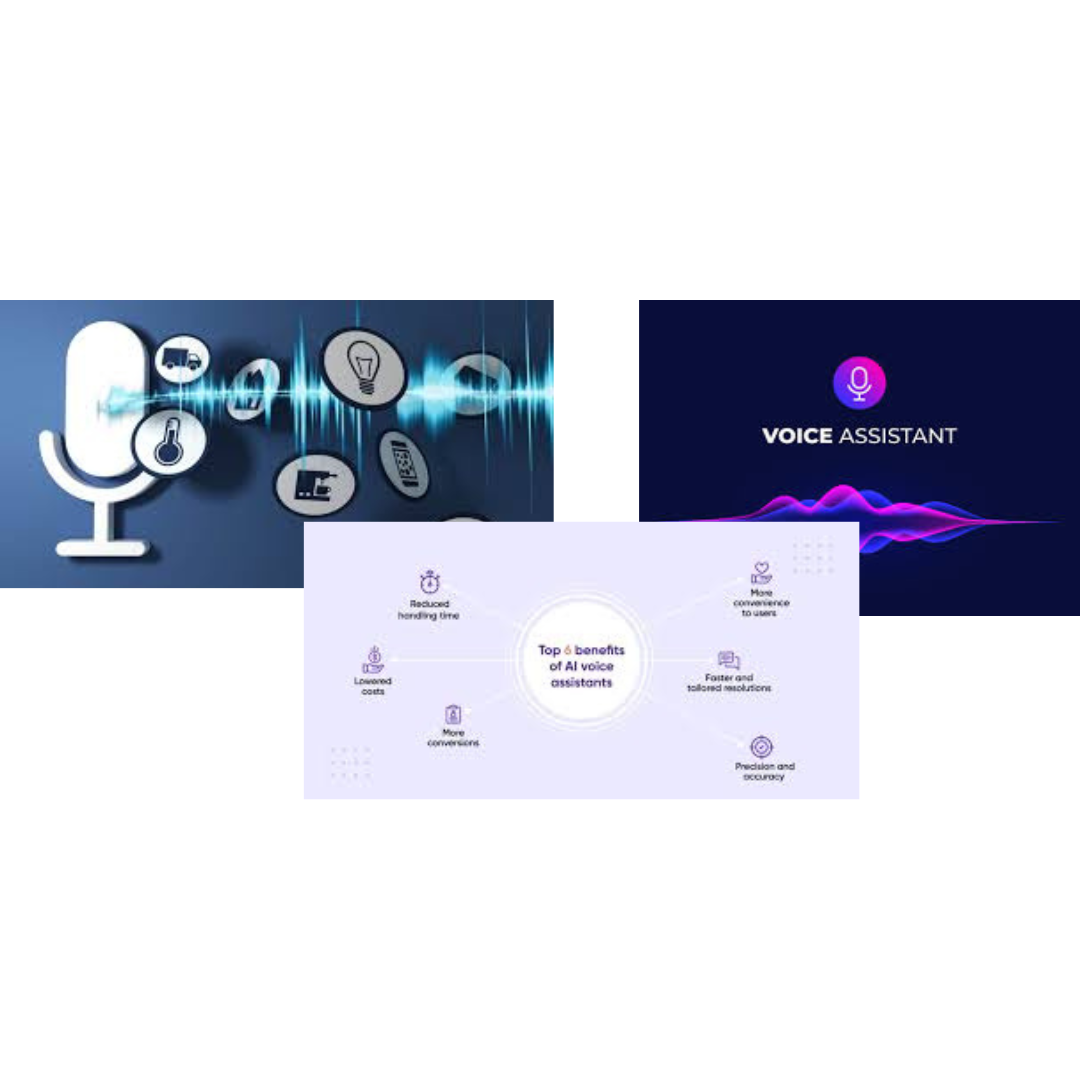 VOICE ASSISTANT
Top 6 benefits
of AI voice
assistants
Reduced
handling time
Lowered
costs
More
conversions
More
convenience
to users
Faster and
tailored resolutions
Precision and
accuracy